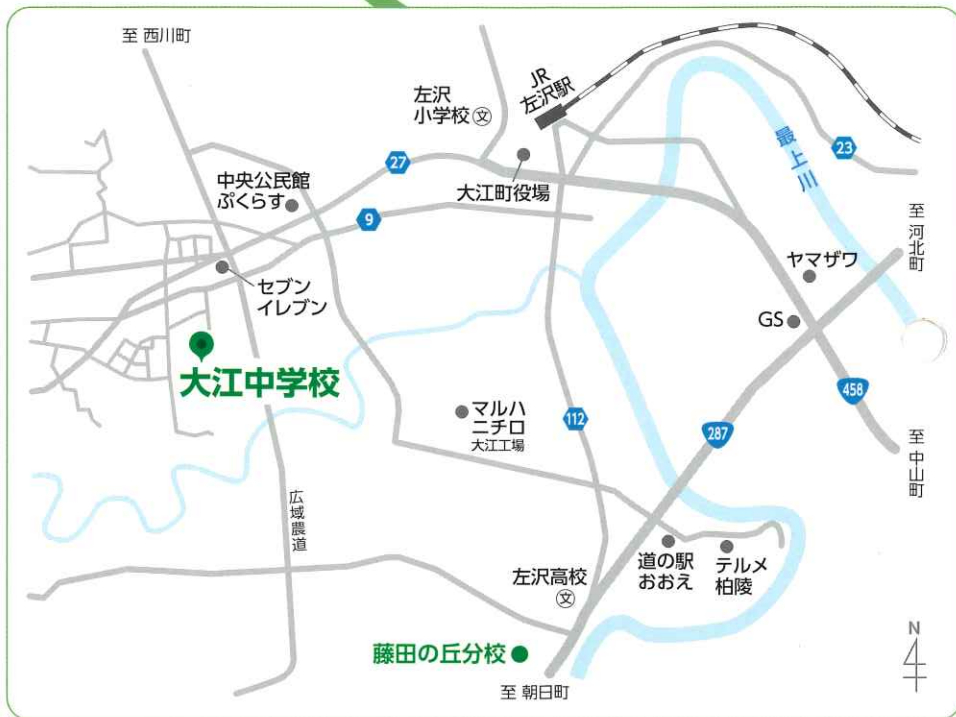 至 西川町
JR
左沢駅
左沢
小学校
文
27
最上川
23
中央公民館
ぷくらす
大江町役場
9
至 河北町
ヤマザワ
セブン
イレブン
GS
大江中学校
458
マルハ
ニチロ
大江工場
112
287
至 中山町
広域農道
道の駅
おおえ
テルメ
柏陵
左沢高校
文
藤田の丘分校
N
至 朝日町